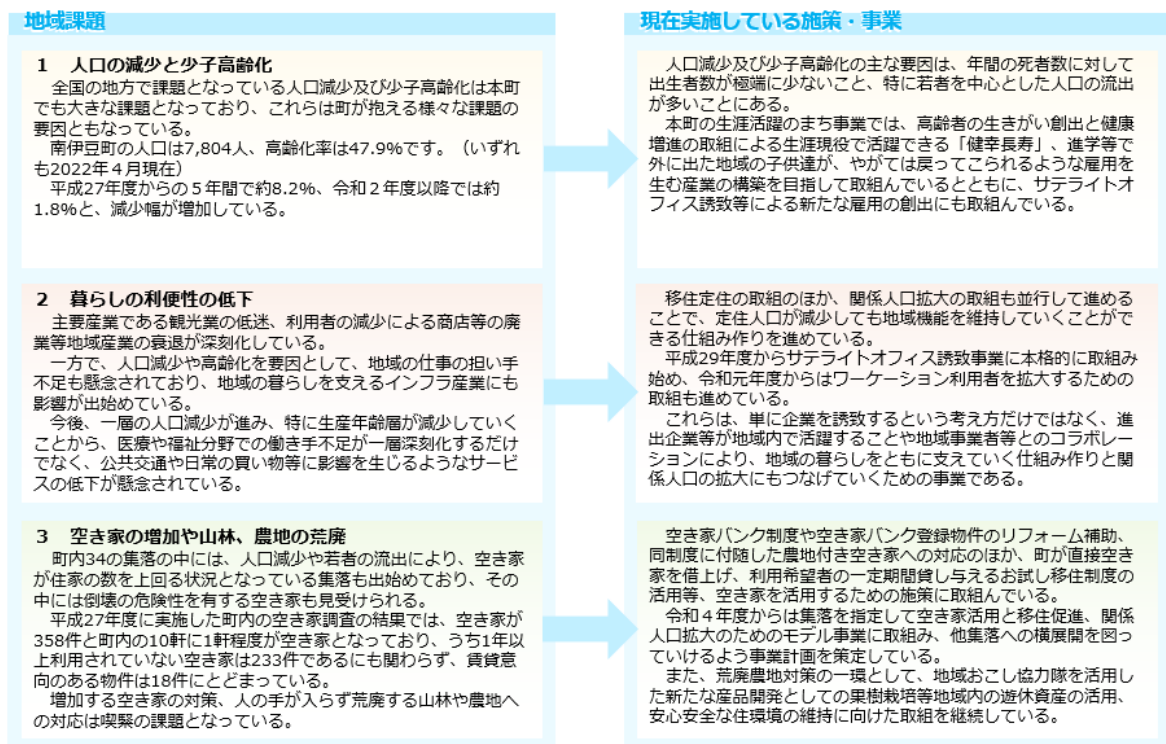 地域課題
現在実施している施策・事業
1　人口の減少と少子高齢化
全国の地方で課題となっている人口減少及び少子高齢化は本町
でも大きな課題となっており、これらは町が抱える様々な課題の
要因ともなっている。
南伊豆町の人口は7,804人、高齢化率は47.9%です。（いずれ
も2022年４月現在）
平成27年度からの５年間で約8.2%、令和２年度以降では約
1.8%と、減少幅が増加している。
人口減少及び少子高齢化の主な要因は、年間の死者数に対して
出生者数が極端に少ないこと、特に若者を中心とした人口の流出
が多いことにある。
本町の生涯活躍のまち事業では、高齢者の生きがい創出と健康
増進の取組による生涯現役で活躍できる「健幸長寿」、進学等で
外に出た地域の子供達が、やがては戻ってこられるような雇用を
生む産業の構築を目指して取組んでいるとともに、サテライトオ
フィス誘致等による新たな雇用の創出にも取組んでいる。
2　暮らしの利便性の低下
主要産業である観光業の低迷、利用者の減少による商店等の廃
業等地域産業の衰退が深刻化している。
一方で、人口減少や高齢化を要因として、地域の仕事の担い手
不足も懸念されており、地域の暮らしを支えるインフラ産業にも
影響が出始めている。
今後、一層の人口減少が進み、特に生産年齢層が減少していく
ことから、医療や福祉分野での働き手不足が一層深刻化するだけ
でなく、公共交通や日常の買い物等に影響を生じるようなサービ
スの低下が懸念されている。
移住定住の取組のほか、関係人口拡大の取組も並行して進める
ことで、定住人口が減少しても地域機能を維持していくことがで
きる仕組み作りを進めている。
平成29年度からサテライトオフィス誘致事業に本格的に取組み
始め、令和元年度からはワーケーション利用者を拡大するための
取組も進めている。
これらは、単に企業を誘致するという考え方だけではなく、進
出企業等が地域内で活躍することや地域事業者等とのコラボレー
ションにより、地域の暮らしをともに支えていく仕組み作りと関
係人口の拡大にもつなげていくための事業である。
3　空き家の増加や山林、農地の荒廃
町内34の集落の中には、人口減少や若者の流出により、空き家
が住家の数を上回る状況となっている集落も出始めており、その
中には倒壊の危険性を有する空き家も見受けられる。
平成27年度に実施した町内の空き家調査の結果では、空き家が
358件と町内の10軒に1軒程度が空き家となっており、うち1年以
上利用されていない空き家は233件であるにも関わらず、賃貸意
向のある物件は18件にとどまっている。
増加する空き家の対策、人の手が入らず荒廃する山林や農地へ
の対応は喫緊の課題となっている。
空き家バンク制度や空き家バンク登録物件のリフォーム補助、
同制度に付随した農地付き空き家への対応のほか、町が直接空き
家を借上げ、利用希望者の一定期間貸し与えるお試し移住制度の
活用等、空き家を活用するための施策に取組んでいる。
令和４年度からは集落を指定して空き家活用と移住促進、関係
人口拡大のためのモデル事業に取組み、他集落への横展開を図っ
ていけるよう事業計画を策定している。
また、荒廃農地対策の一環として、地域おこし協力隊を活用し
た新たな産品開発としての果樹栽培等地域内の遊休資産の活用、
安心安全な住環境の維持に向けた取組を継続している。